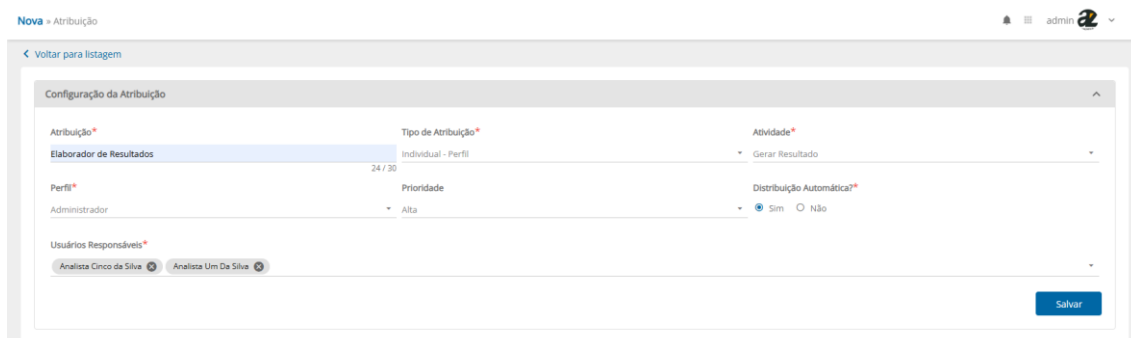 Nova » Atribuição
admin
Voltar para listagem
Configuração da Atribuição
Atribuição* Tipo de Atribuição* Atividade*
Elaborador de Resultados Individual - Perfil Gerar Resultado
24 / 30
Perfil* Prioridade Distribuição Automática?*
Administrador Alta Sim Não
Usuários Responsáveis*
Analista Cinco da Silva Analista Um Da Silva
Salvar